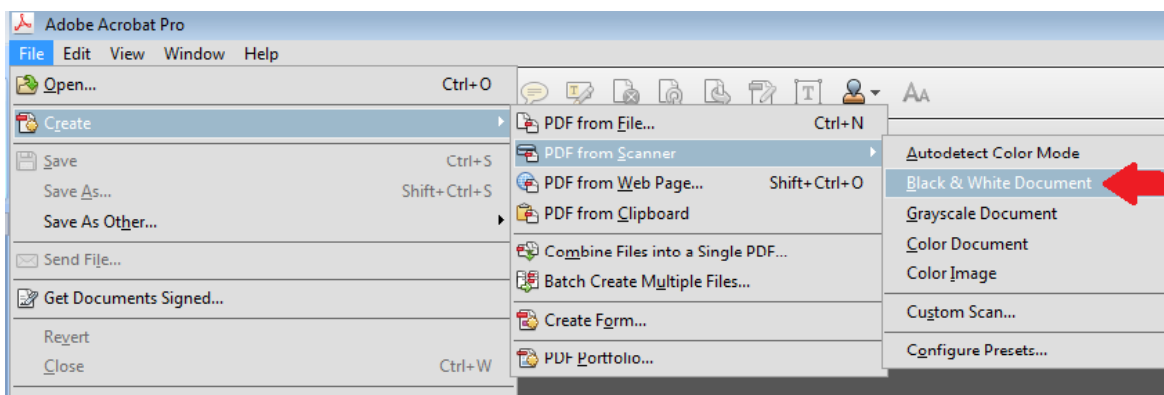 Adobe Acrobat Pro
File Edit View Window Help
Open... Ctrl+O
Create
Save Ctrl+S
Save As... Shift+Ctrl+S
Save As Other...
Send File...
Get Documents Signed...
Revert
Close Ctrl+W
PDF from File... Ctrl+N
PDF from Scanner
PDF from Web Page... Shift+Ctrl+O
PDF from Clipboard
Combine Files into a Single PDF...
Batch Create Multiple Files...
Create Form...
PDF Portfolio...
Autodetect Color Mode
Black & White Document
Grayscale Document
Color Document
Color Image
Custom Scan...
Configure Presets...